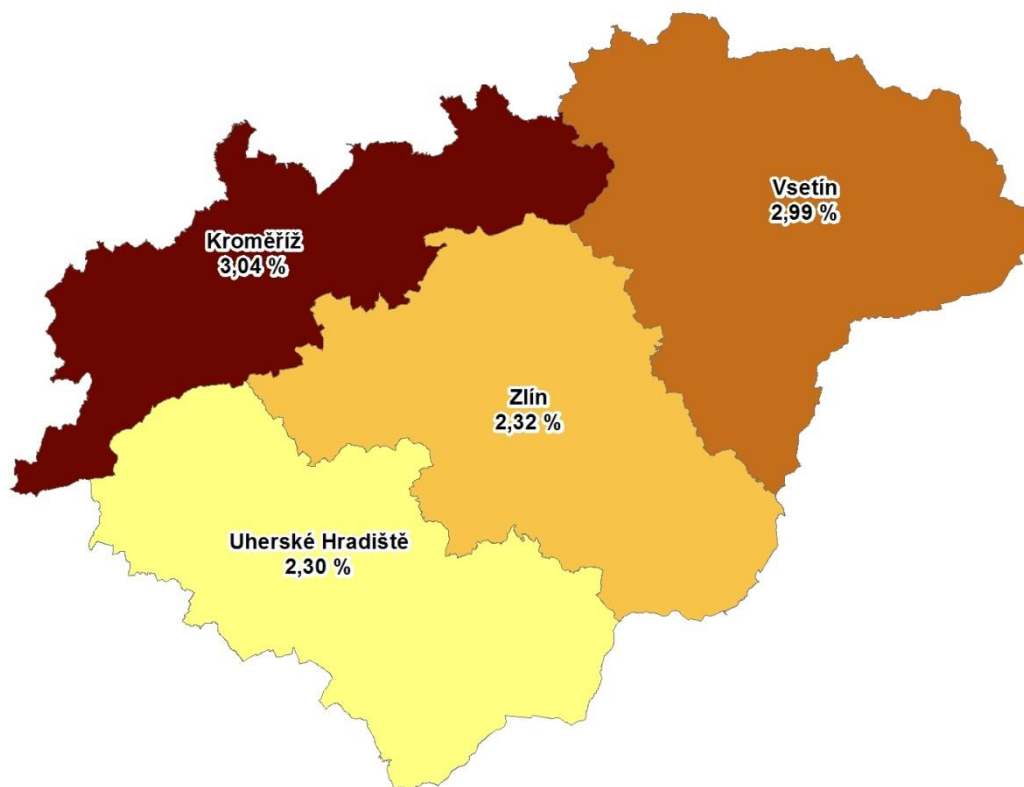 Vsetín
2,99 %
Kroměříž
3,04 %
Zlín
2,32 %
Uherské Hradiště
2,30 %